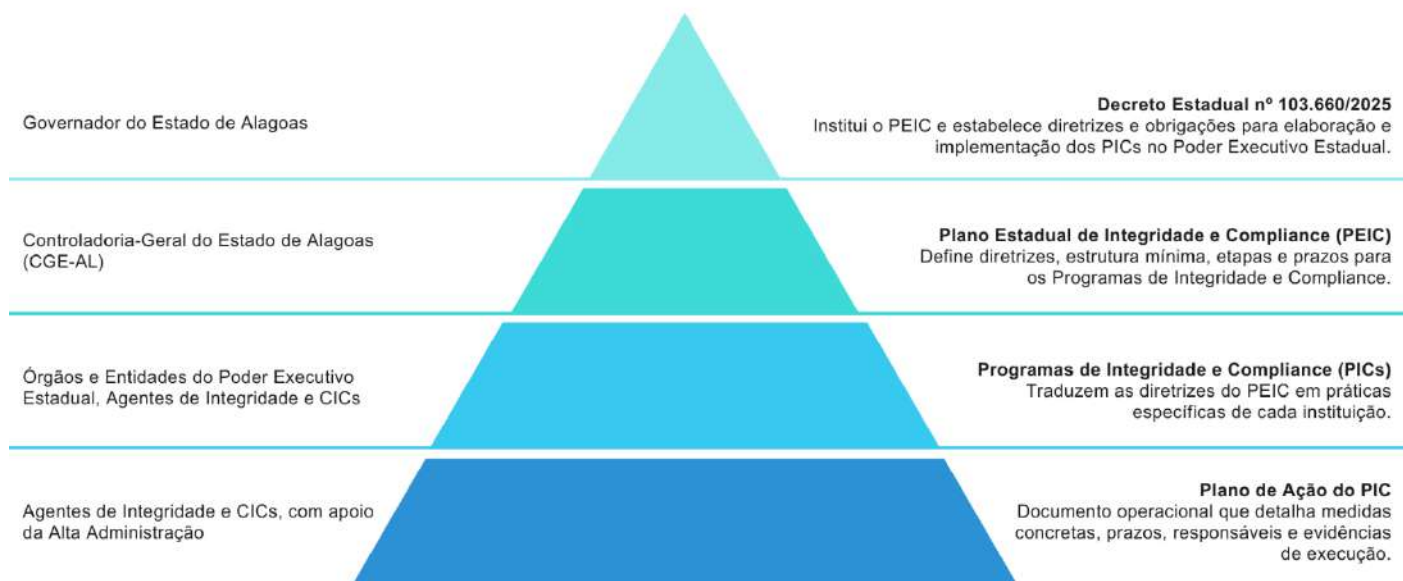 Governador do Estado de Alagoas
Decreto Estadual nº 103.660/2025
Institui o PEIC e estabelece diretrizes e obrigações para elaboração e
implementação dos PICs no Poder Executivo Estadual.
Controladoria-Geral do Estado de Alagoas
(CGE-AL)
Plano Estadual de Integridade e Compliance (PEIC)
Define diretrizes, estrutura mínima, etapas e prazos para
os Programas de Integridade e Compliance.
Órgãos e Entidades do Poder Executivo
Estadual, Agentes de Integridade e CICs
Programas de Integridade e Compliance (PICs)
Traduzem as diretrizes do PEIC em práticas
específicas de cada instituição.
Agentes de Integridade e CICs, com apoio
da Alta Administração
Plano de Ação do PIC
Documento operacional que detalha medidas
concretas, prazos, responsáveis e evidências
de execução.